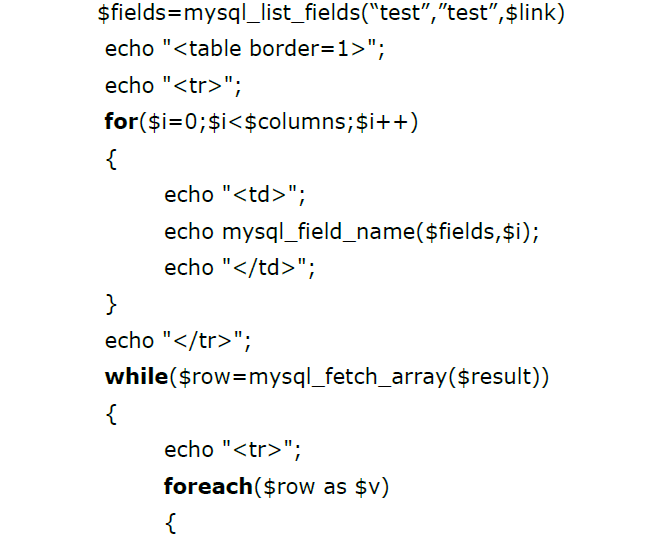 $fields=mysql_list_fields(“test”,”test”,$link)
echo "<table border=1>";
echo "<tr>";
for($i=0;$i<$columns;$i++)
{
echo "<td>";
echo mysql_field_name($fields,$i);
echo "</td>";
}
echo "</tr>";
while($row=mysql_fetch_array($result))
{
echo "<tr>";
foreach($row as $v)
{